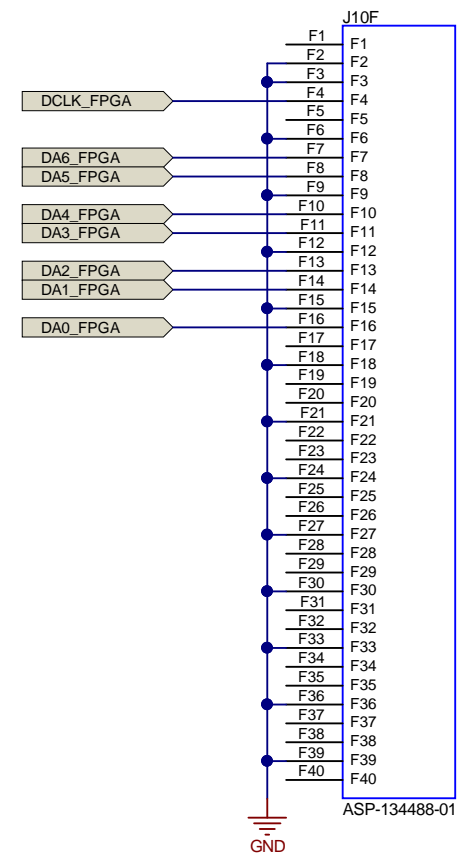 J10F
F1 F1
F2 F2
F3 F3
DCLK_FPGA F4 F4
F5 F5
F6 F6
DA6_FPGA F7 F7
DA5_FPGA F8 F8
F9 F9
DA4_FPGA F10 F10
DA3_FPGA F11 F11
F12 F12
DA2_FPGA F13 F13
DA1_FPGA F14 F14
F15 F15
DA0_FPGA F16 F16
F17 F17
F18 F18
F19 F19
F20 F20
F21 F21
F22 F22
F23 F23
F24 F24
F25 F25
F26 F26
F27 F27
F28 F28
F29 F29
F30 F30
F31 F31
F32 F32
F33 F33
F34 F34
F35 F35
F36 F36
F37 F37
F38 F38
F39 F39
F40 F40
ASP-134488-01
GND